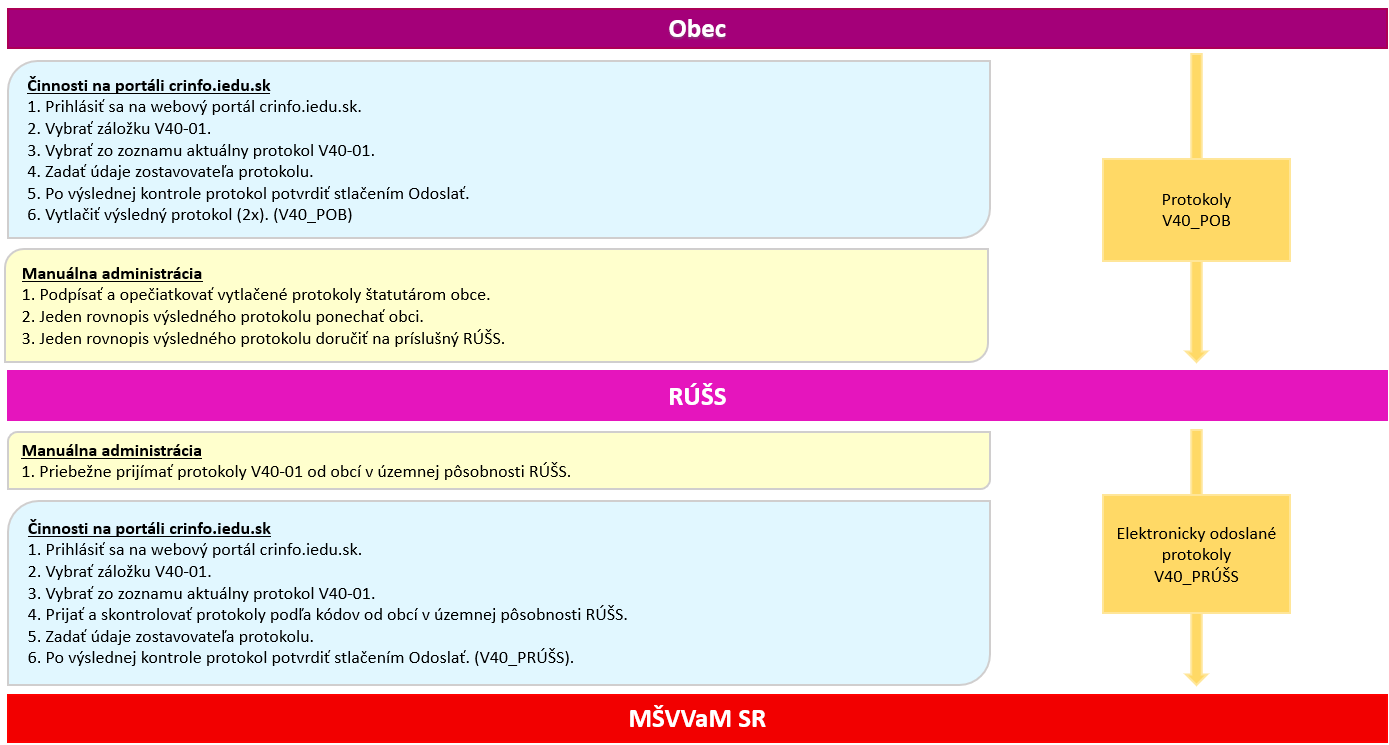 Obec
Činnosti na portáli crinfo.iedu.sk
1. Prihlásiť sa na webový portál crinfo.iedu.sk.
2. Vybrať záložku V40-01.
3. Vybrať zo zoznamu aktuálny protokol V40-01.
4. Zadať údaje zostavovateľa protokolu.
5. Po výslednej kontrole protokol potvrdiť stlačením Odoslať.
6. Vytlačiť výsledný protokol (2x). (V40_POB)
Protokoly
V40_POB
Manuálna administrácia
1. Podpísať a opečiatkovať vytlačené protokoly štatutárom obce.
2. Jeden rovnopis výsledného protokolu ponechať obci.
3. Jeden rovnopis výsledného protokolu doručiť na príslušný RÚŠS.
RÚŠS
Manuálna administrácia
1. Priebežne prijímať protokoly V40-01 od obcí v územnej pôsobnosti RÚŠS.
Činnosti na portáli crinfo.iedu.sk
1. Prihlásiť sa na webový portál crinfo.iedu.sk.
2. Vybrať záložku V40-01.
3. Vybrať zo zoznamu aktuálny protokol V40-01.
4. Prijať a skontrolovať protokoly podľa kódov od obcí v územnej pôsobnosti RÚŠS.
5. Zadať údaje zostavovateľa protokolu.
6. Po výslednej kontrole protokol potvrdiť stlačením Odoslať. (V40_PRÚŠS).
Elektronicky odoslané
protokoly
V40_PRÚŠS
MŠVVaM SR